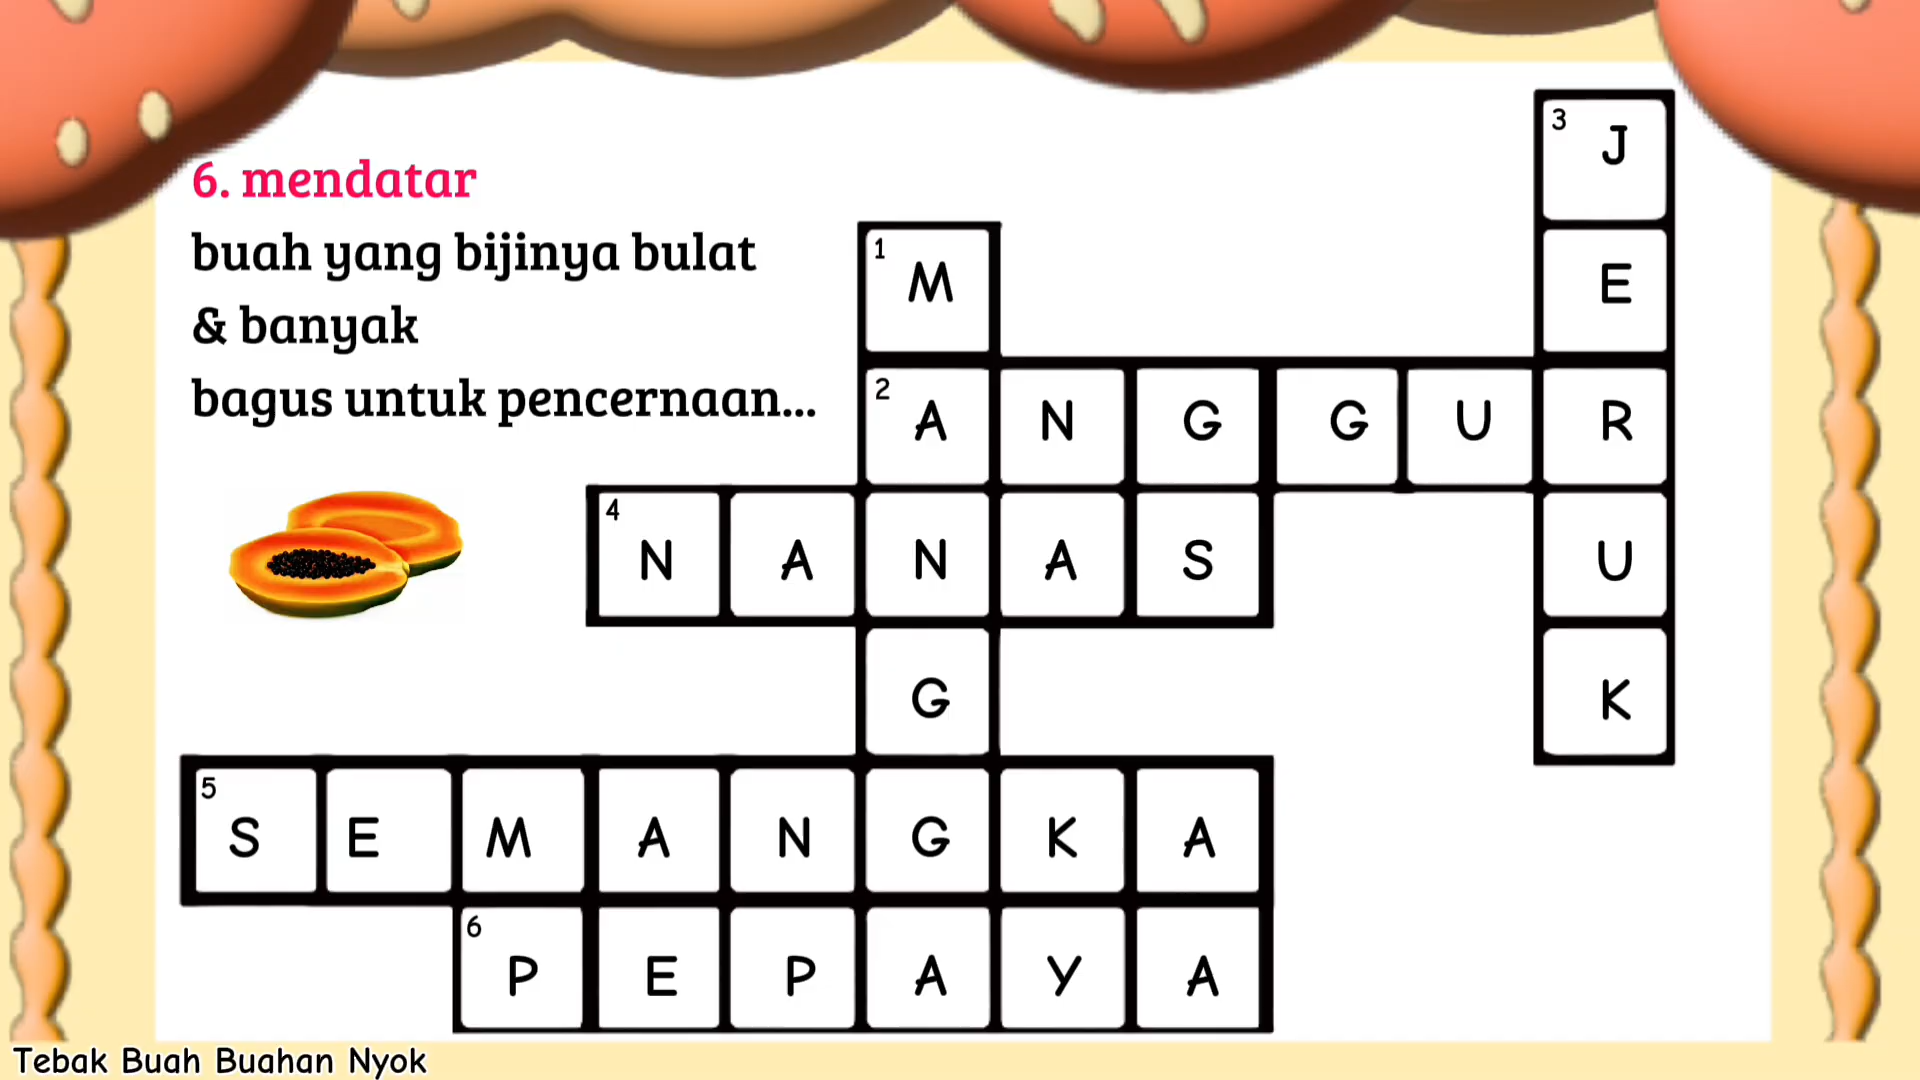 6. mendatar
buah yang bijinya bulat
& banyak
bagus untuk pencernaan...
3 J
1 M E
2 A N G G U R
4 N A N A S U
G K
5 S E M A N G K A
6 P E P A Y A
Tebak Buah Buahan Nyok